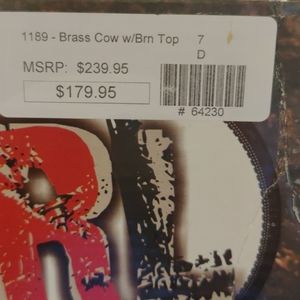 1189 - Brass Cow w/Brn Top 7
D
MSRP: $239.95
$179.95
# 64230
RL